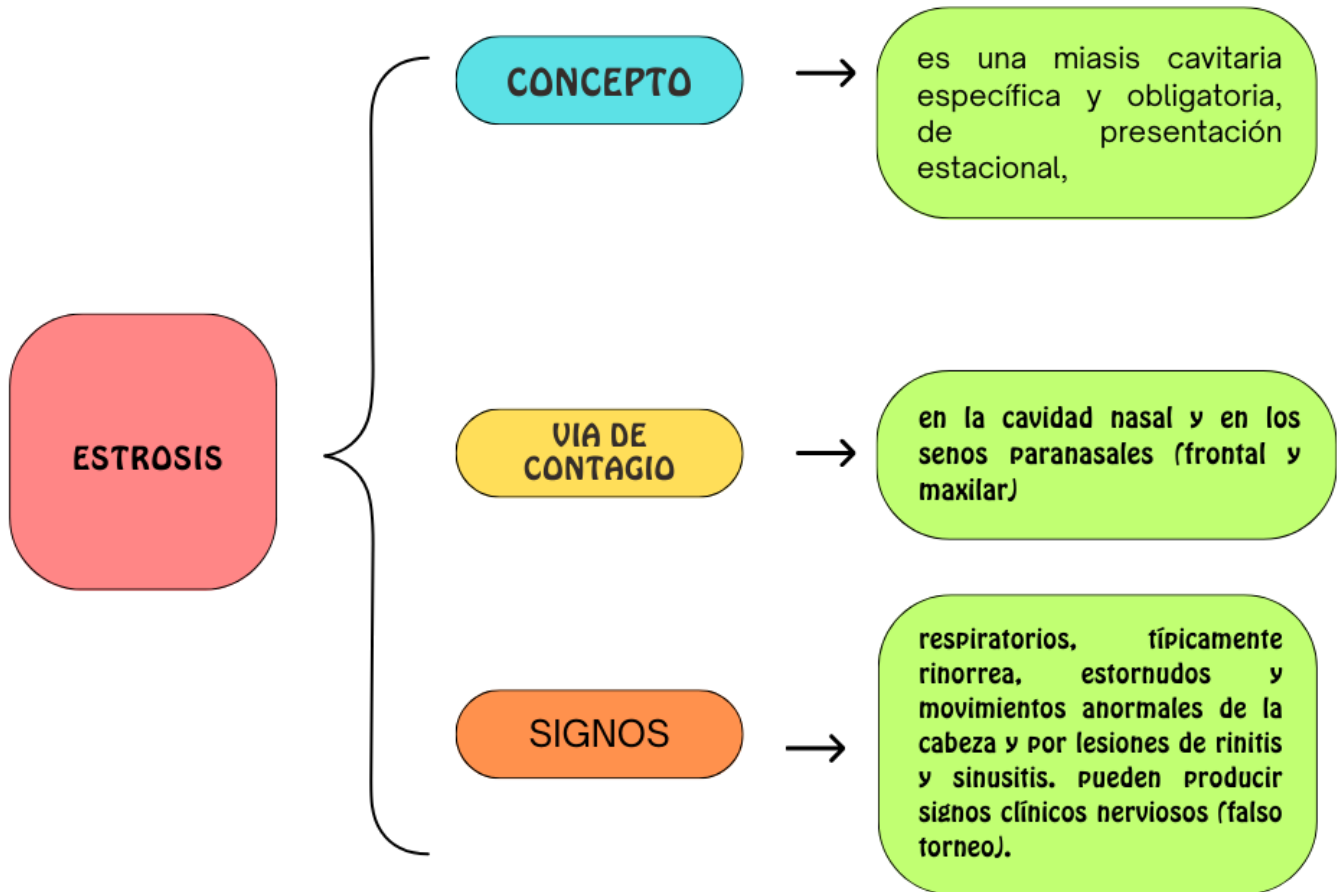 CONCEPTO
es una miasis cavitaria
específica y obligatoria,
de presentación
estacional,
ESTROSIS
VIA DE
CONTAGIO
en la cavidad nasal y en los
senos paranasales (frontal y
maxilar)
SIGNOS
respiratorios, típicamente
rinorrea, estornudos y
movimientos anormales de la
cabeza y por lesiones de rinitis
y sinusitis. pueden producir
signos clínicos nerviosos (falso
torneo).